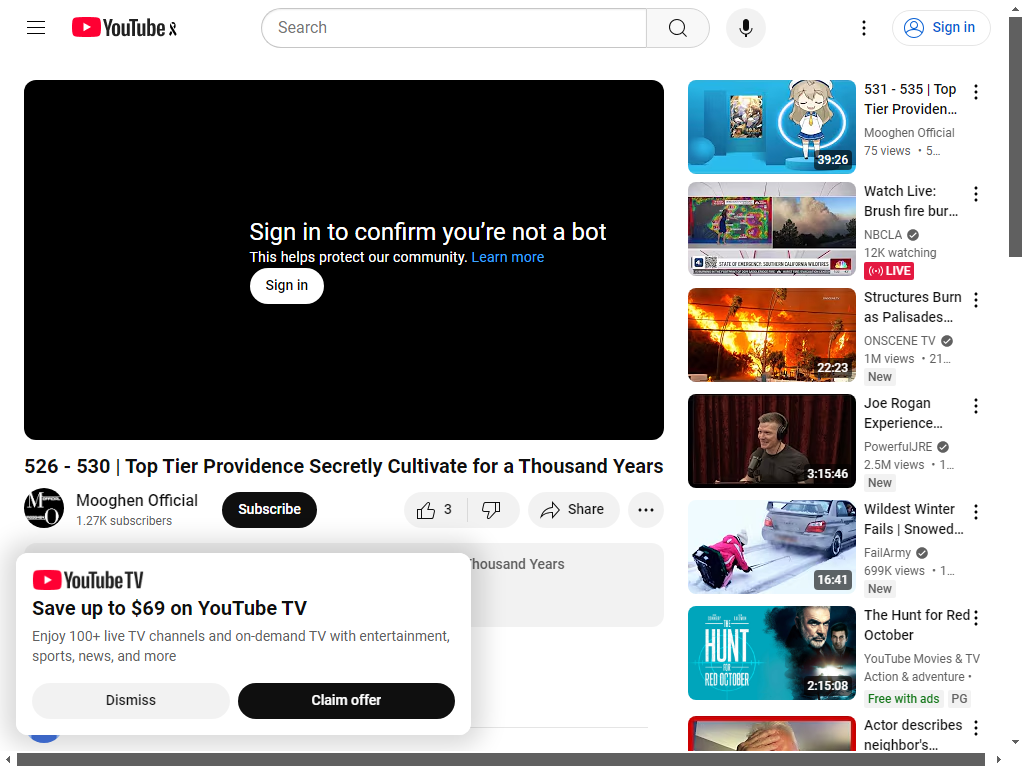 YouTube
Search
Sign in
Sign in to confirm you're not a bot
This helps protect our community. Learn more
Sign in
526 - 530 | Top Tier Providence Secretly Cultivate for a Thousand Years
Mooghen Official
1.27K subscribers
Subscribe
3
Share
Thousand Years
YouTube TV
Save up to $69 on YouTube TV
Enjoy 100+ live TV channels and on-demand TV with entertainment,
sports, news, and more
Dismiss
Claim offer
39:26
531 - 535 | Top
Tier Providen...
Mooghen Official
75 views • 5...
STATE OF EMERGENCY: SOUTHERN CALIFORNIA WILDFIRES
Watch Live:
Brush fire bur...
NBCLA
12K watching
LIVE
22:23
Structures Burn
as Palisades...
ONSCENE TV
1M views • 21...
New
3:15:46
Joe Rogan
Experience...
PowerfulJRE
2.5M views • 1...
New
16:41
Wildest Winter
Fails | Snowed...
FailArmy
699K views • 1...
New
THE
HUNT
FOR
RED OCTOBER
2:15:08
The Hunt for Red
October
YouTube Movies & TV
Action & adventure •
Free with ads
PG
Actor describes
neighbor's...